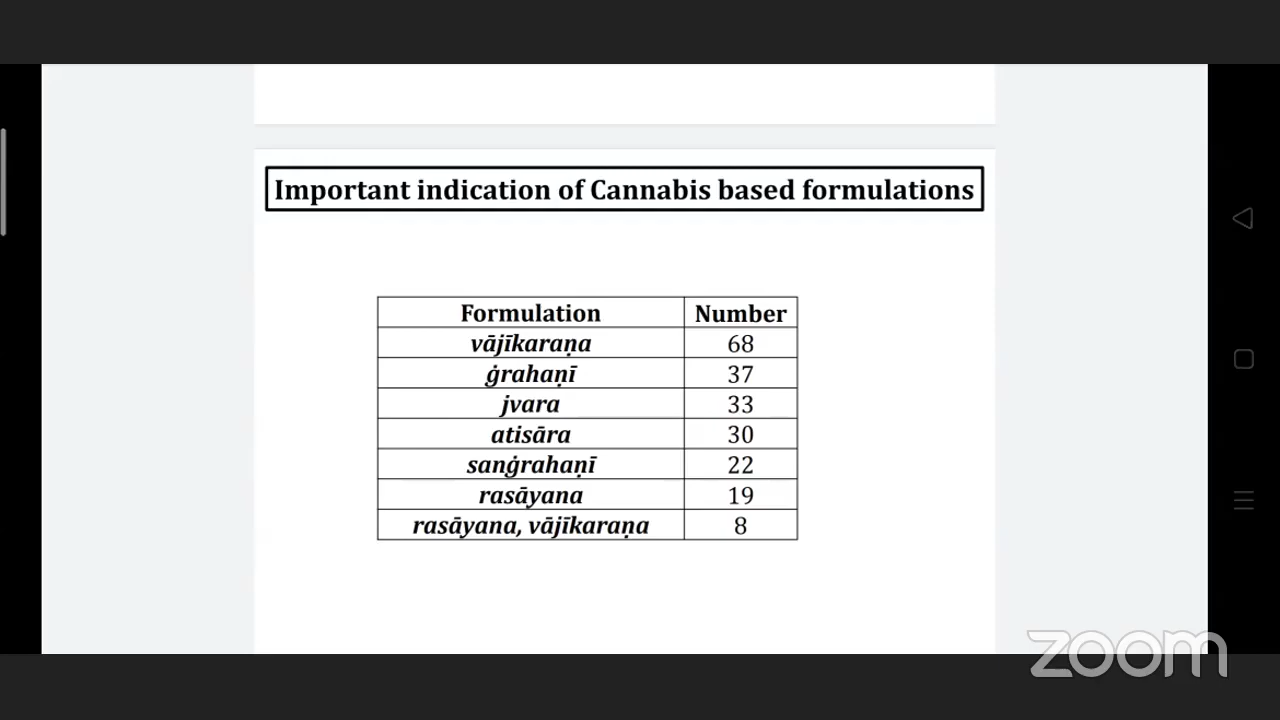 Important indication of Cannabis based formulations
Formulation Number
vājīkaraṇa 68
ġrahaṇī 37
jvara 33
atisāra 30
sanġrahaṇī 22
rasāyana 19
rasāyana, vājīkaraṇa 8
zoom